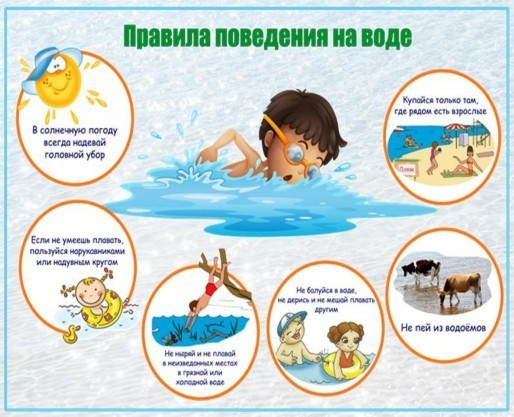 Правила поведения на воде
В солнечную погоду
всегда надевай
головной убор
Купайся только там,
где рядом есть взрослые
Пляж
Если не умеешь плавать,
пользуйся нарукавниками
или надувным кругом
Не ныряй и не плавай
в неизведанных местах
в грязной или
холодной воде
Не балуйся в воде,
не дерись и не мешай плавать
другим
Не пей из водоёмов